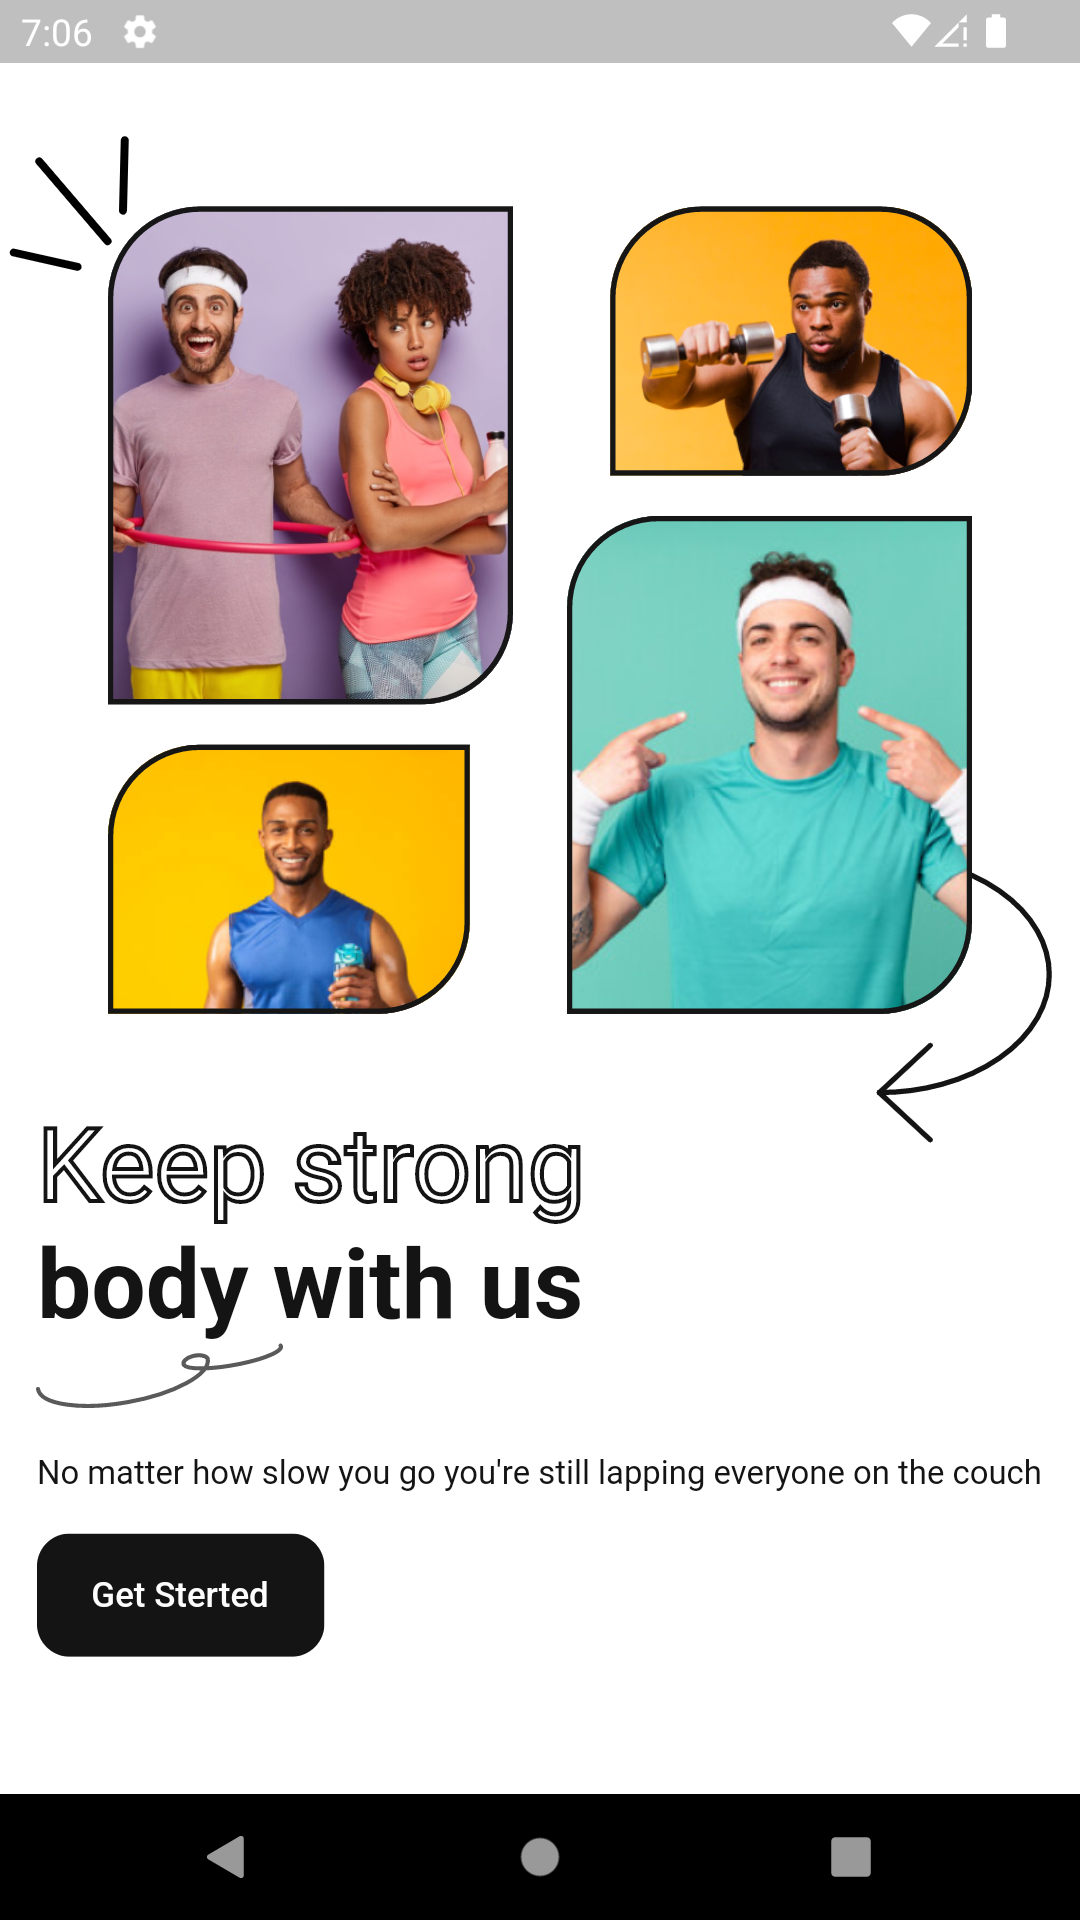 7:06
Keep strong
body with us
No matter how slow you go you're still lapping everyone on the couch
Get Sterted